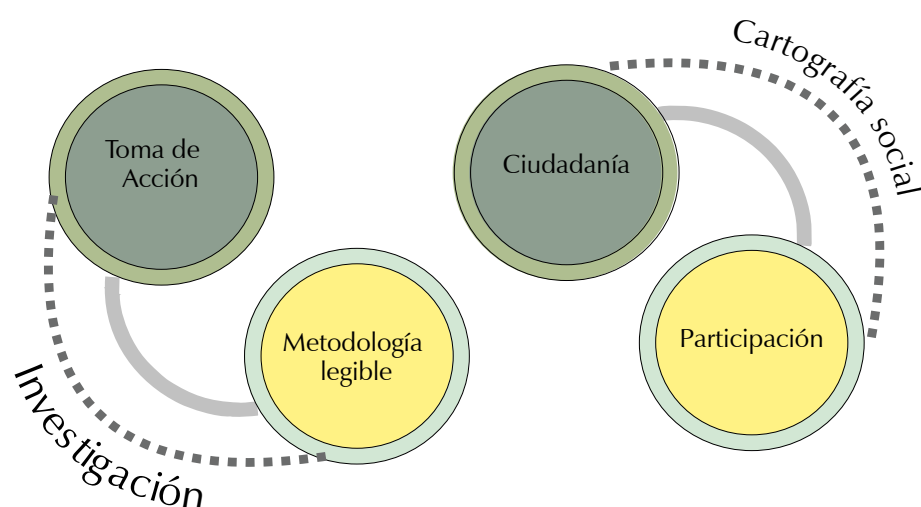 Toma de
Acción
Metodología
legible
Investigación
Ciudadanía
Participación
Cartografía social